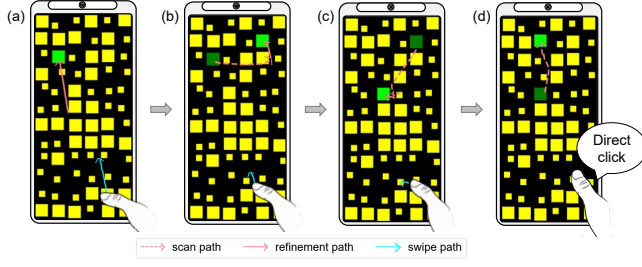 (a)
(b)
(c)
(d)
Direct
click
scan path
refinement path
swipe path